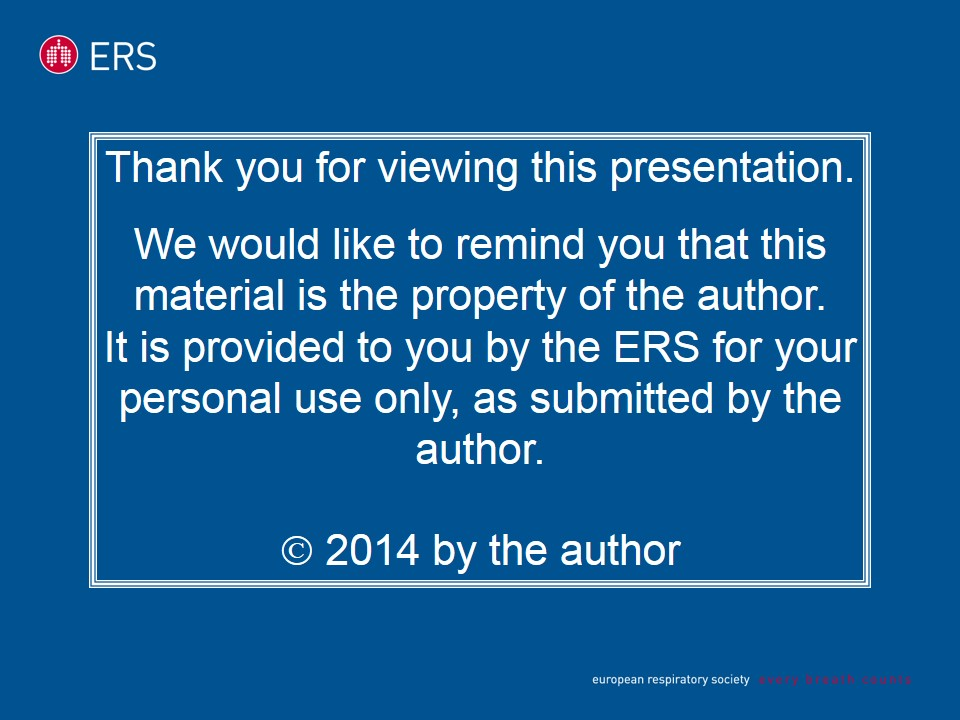 ERS
Thank you for viewing this presentation.
We would like to remind you that this
material is the property of the author.
It is provided to you by the ERS for your
personal use only, as submitted by the
author.
© 2014 by the author
european respiratory society every breath counts